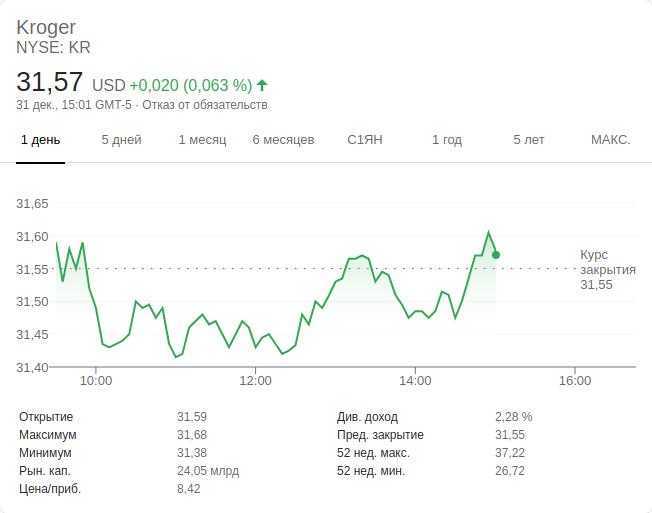 Kroger
NYSE: KR
31,57 USD +0,020 (0,063 %)
31 дек., 15:01 GMT-5 · Отказ от обязательств
1 день 5 дней 1 месяц 6 месяцев С1ЯН 1 год 5 лет МАКС.
31,65
31,60
31,55
31,50
31,45
31,40
Курс
закрытия
31,55
10:00 12:00 14:00 16:00
Открытие 31,59 Див. доход 2,28 %
Максимум 31,68 Пред. закрытие 31,55
Минимум 31,38 52 нед. макс. 37,22
Рын. кап. 24,05 млрд 52 нед. мин. 26,72
Цена/приб. 8,42